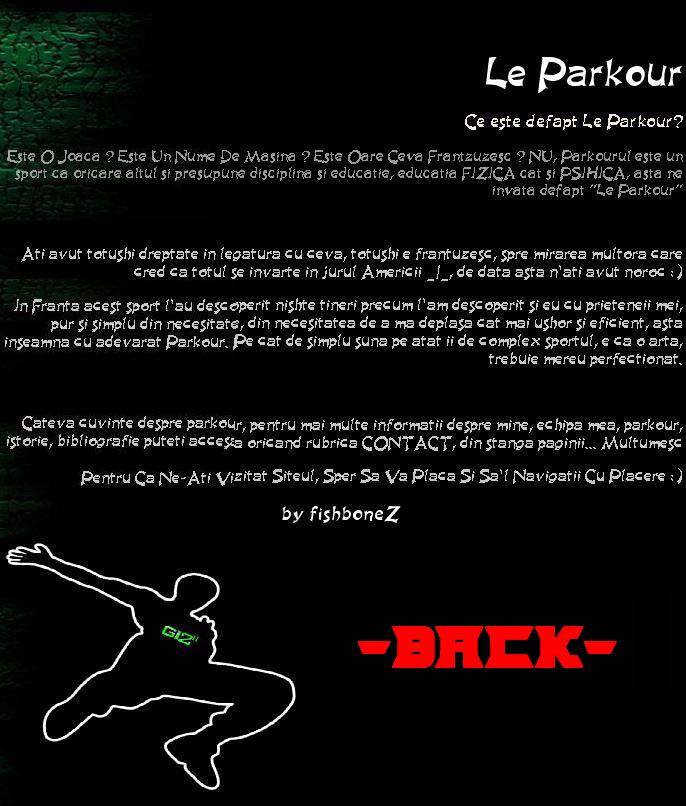 Le Parkour
Ce este defapt Le Parkour?
Este O Joaca ? Este Un Nume De Masina ? Este Oare Ceva Frantzuzesc ? NU, Parkourul este un
sport ca oricare altul si presupune disciplina si educatie, educatia FIZICA cat si PSIHICA, asta ne
invata defapt "Le Parkour"
Ati avut totushi dreptate in legatura cu ceva, totushi e frantuzesc, spre mirarea multora care
cred ca totul se invarte in jurul Americii _|_, de data asta n'ati avut noroc :)
In Franta acest sport l'au descoperit nishte tineri precum l'am descoperit si eu cu prieteneii mei,
pur si simplu din necesitate, din necesitatea de a ma deplasa cat mai ushor si eficient, asta
inseamna cu adevarat Parkour. Pe cat de simplu suna pe atat ii de complex sportul, e ca o arta,
trebuie mereu perfectionat.
Cateva cuvinte despre parkour, pentru mai multe informatii despre mine, echipa mea, parkour,
istorie, bibliografie puteti accesa oricand rubrica CONTACT, din stanga paginii... Multumesc
Pentru Ca Ne-Ati Vizitat Siteul, Sper Sa Va Placa Si Sa'l Navigatii Cu Placere :)
by fishboneZ
GIZ"
-BACK-